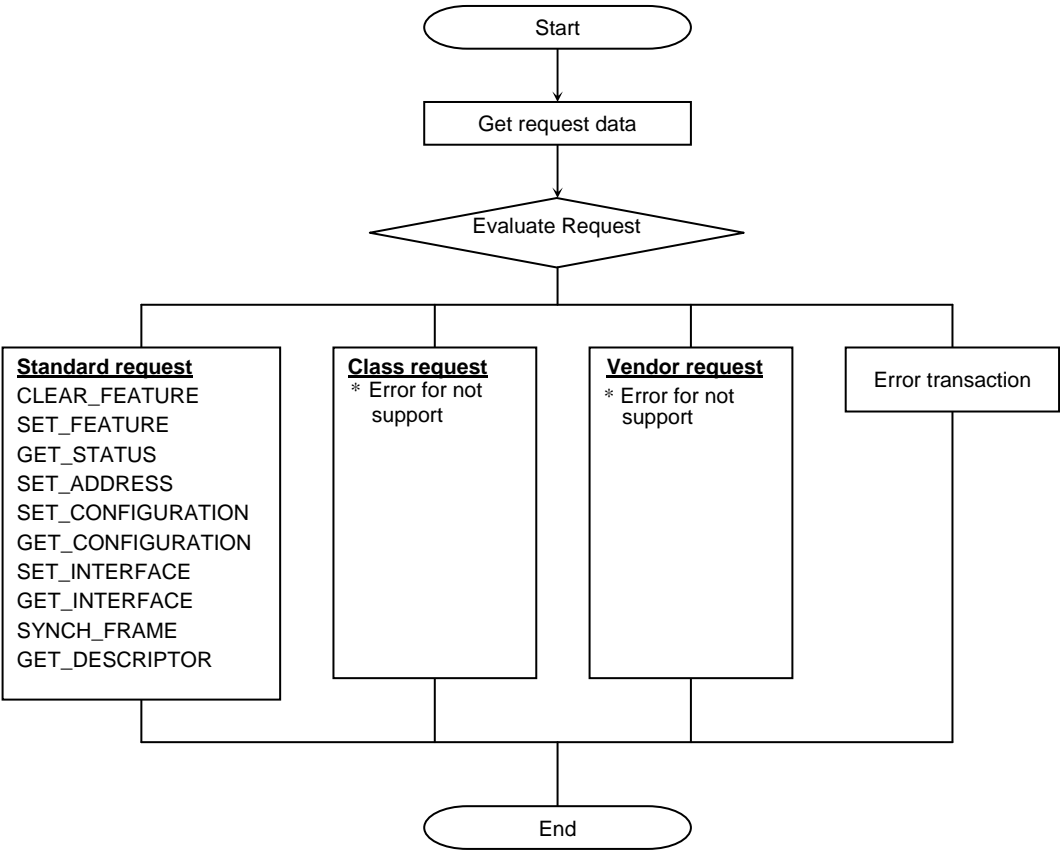 Start
Get request data
Evaluate Request
Standard request
CLEAR_FEATURE
SET_FEATURE
GET_STATUS
SET_ADDRESS
SET_CONFIGURATION
GET_CONFIGURATION
SET_INTERFACE
GET_INTERFACE
SYNCH_FRAME
GET_DESCRIPTOR
Class request
* Error for not
support
Vendor request
* Error for not
support
Error transaction
End